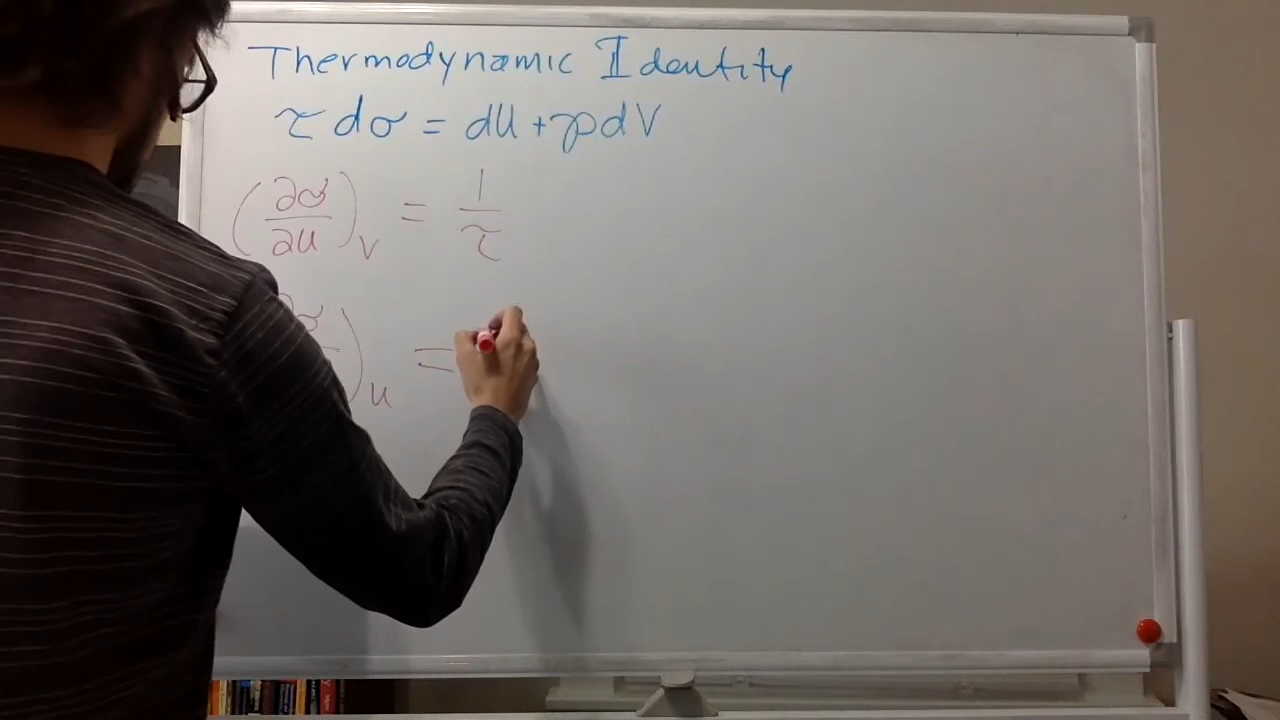 Thermodynamic Identity
τ dσ = dU + p dV
(∂σ/∂U)_V = 1/τ
∂σ )_U =